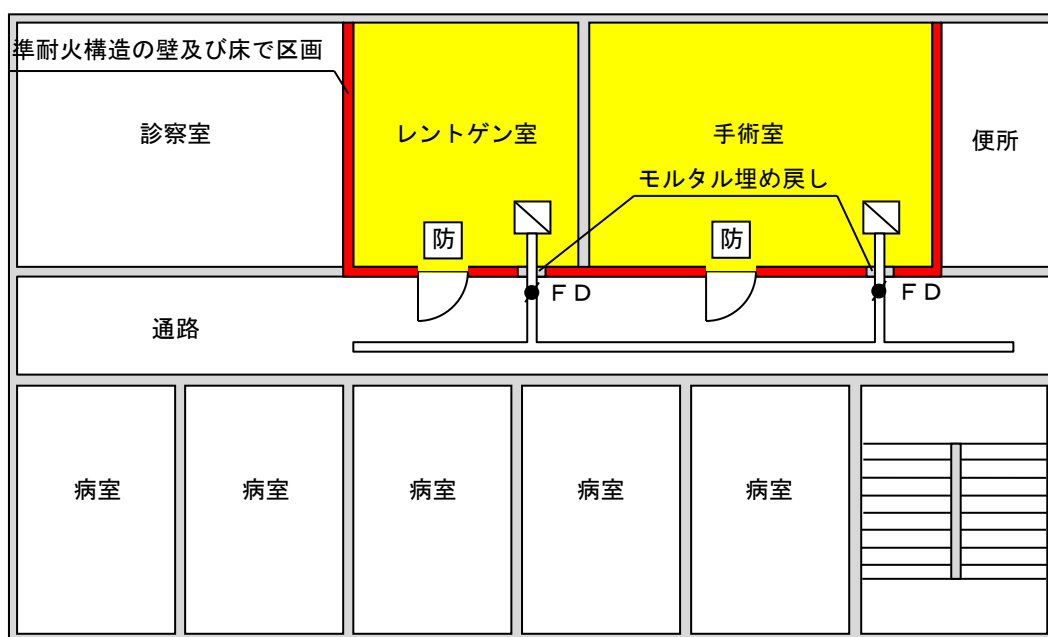 準耐火構造の壁及び床で区画
診察室
レントゲン室
手術室
便所
モルタル埋め戻し
防
防
ＦＤ
ＦＤ
通路
病室
病室
病室
病室
病室